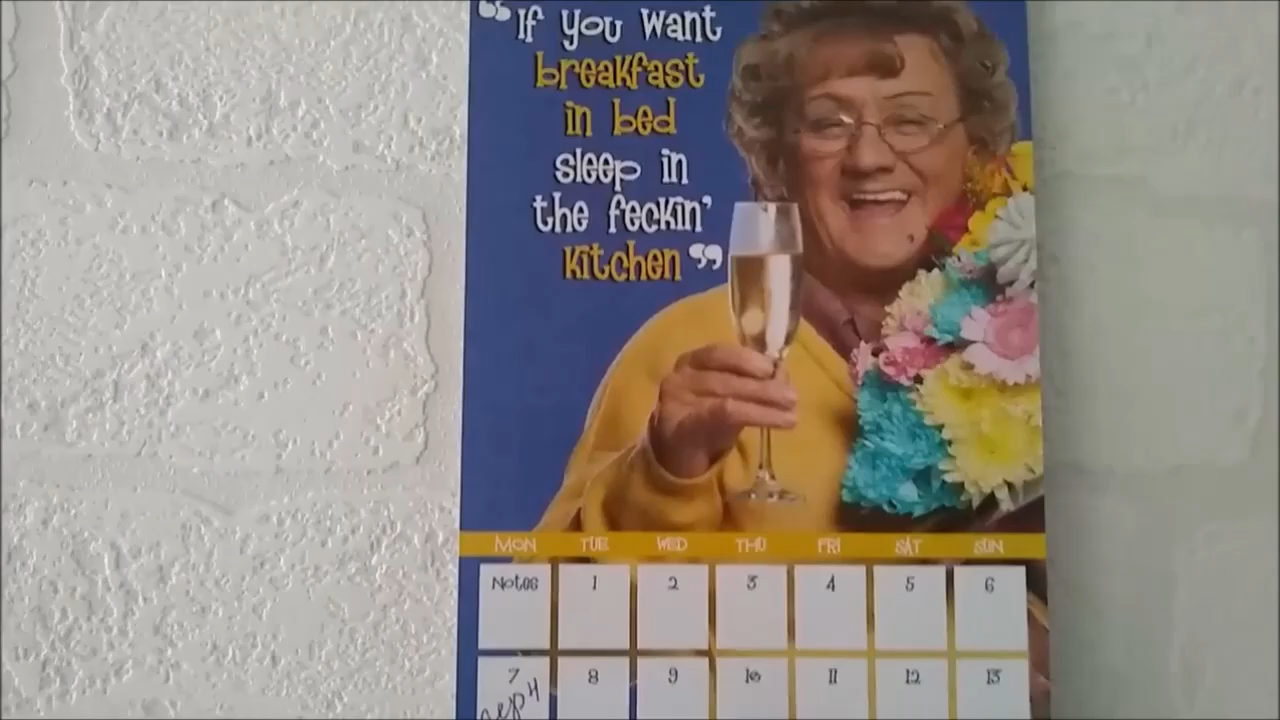 “If you want
breakfast
in bed
sleep in
the feckin’
kitchen”
MON TUE WED THU FRI SAT SUN
Notes 1 2 3 4 5 6
7 8 9 10 11 12 13